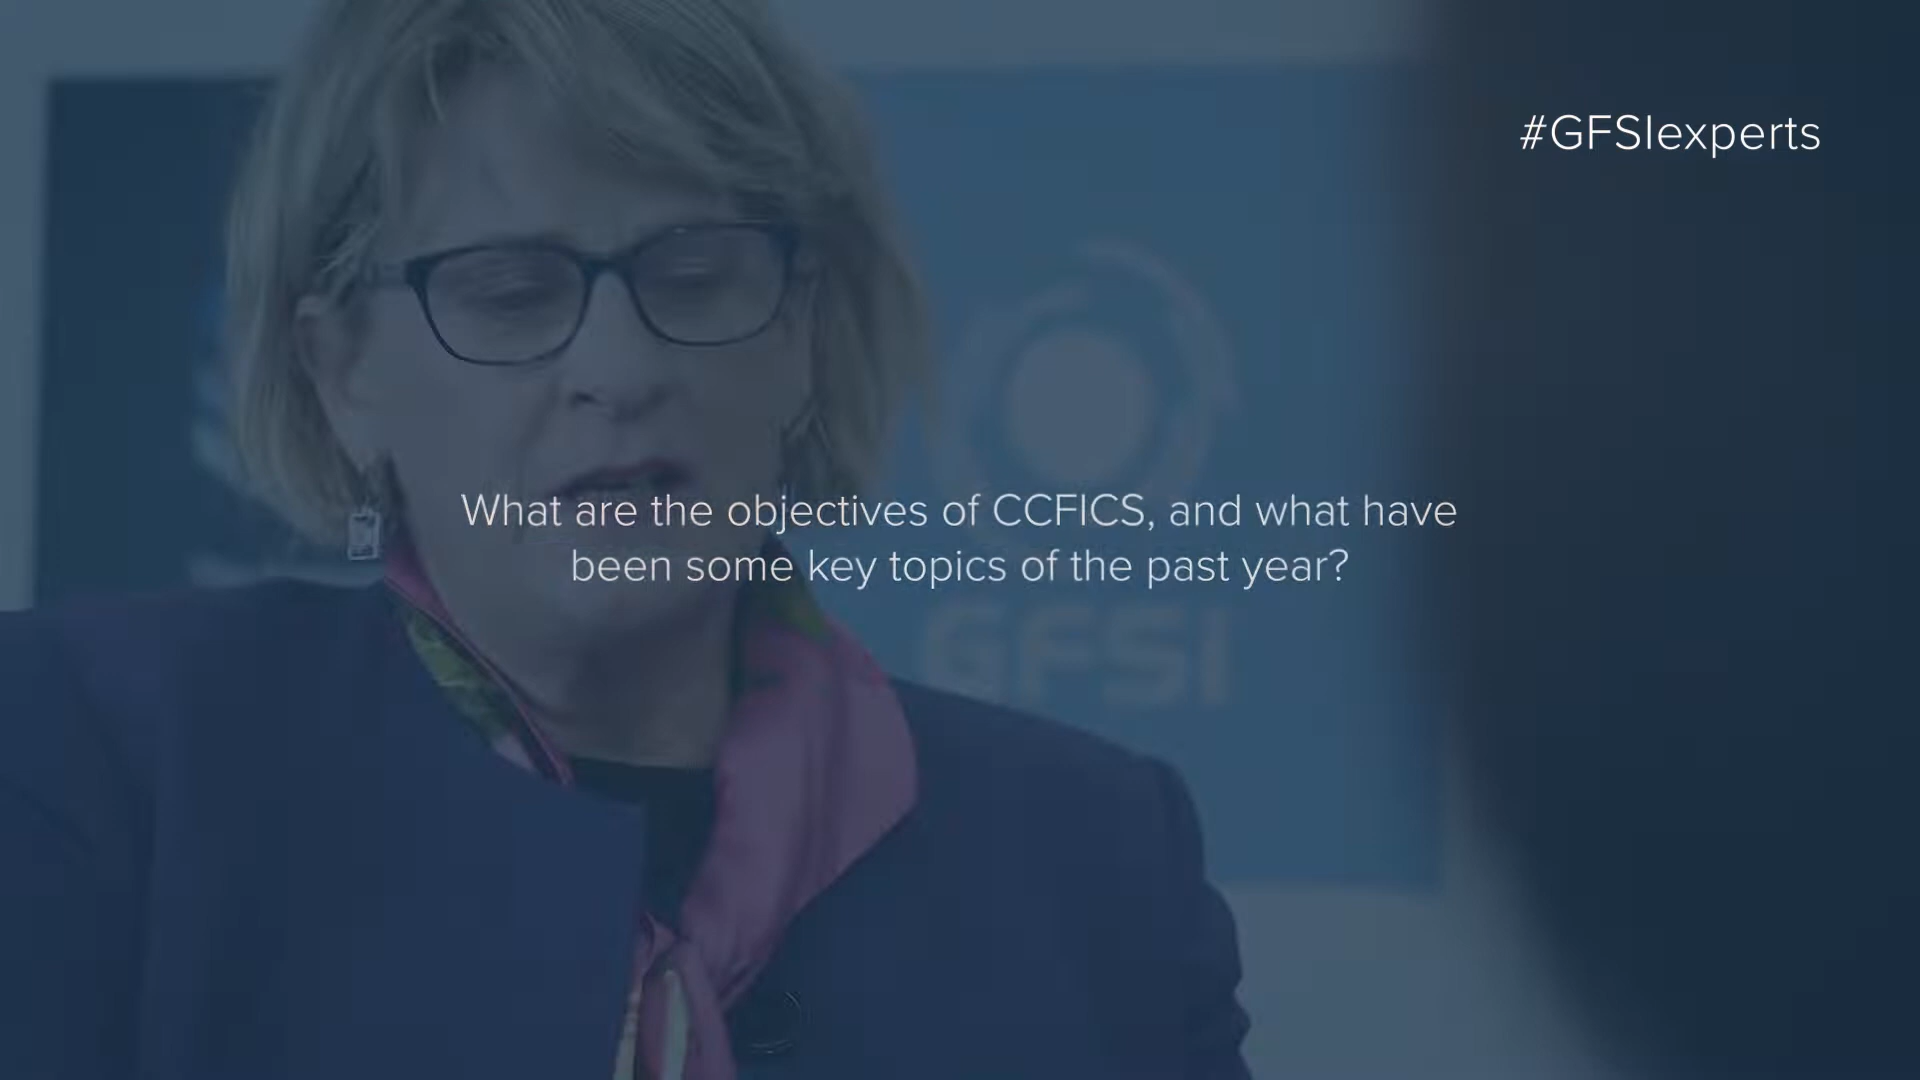 #GFSIexperts
What are the objectives of CCFICS, and what have
been some key topics of the past year?
GFSI